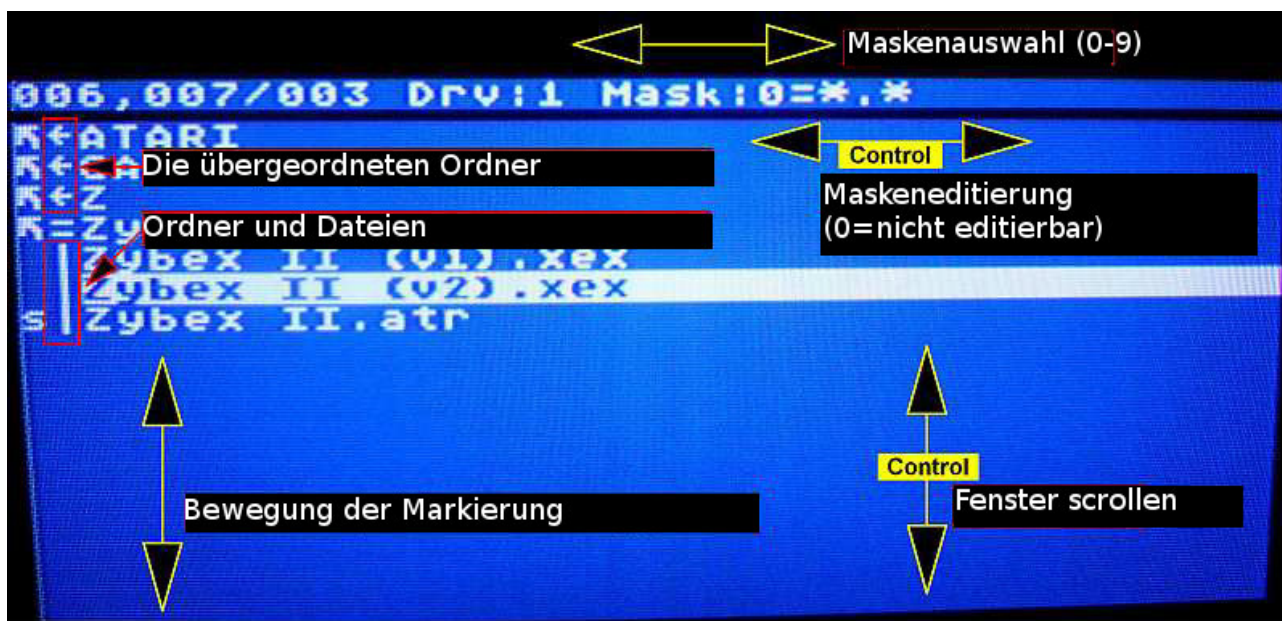 Maskenauswahl (0-9)
006,007/003 Drv:1 Mask:0=*.*
↖←ATARI
Die übergeordneten Ordner
Control
↖←Z
Maskeneditierung
(0=nicht editierbar)
↖=Zy
Ordner und Dateien
Zybex II (v1).xex
Zybex II (v2).xex
s Zybex II.atr
Control
Bewegung der Markierung
Fenster scrollen